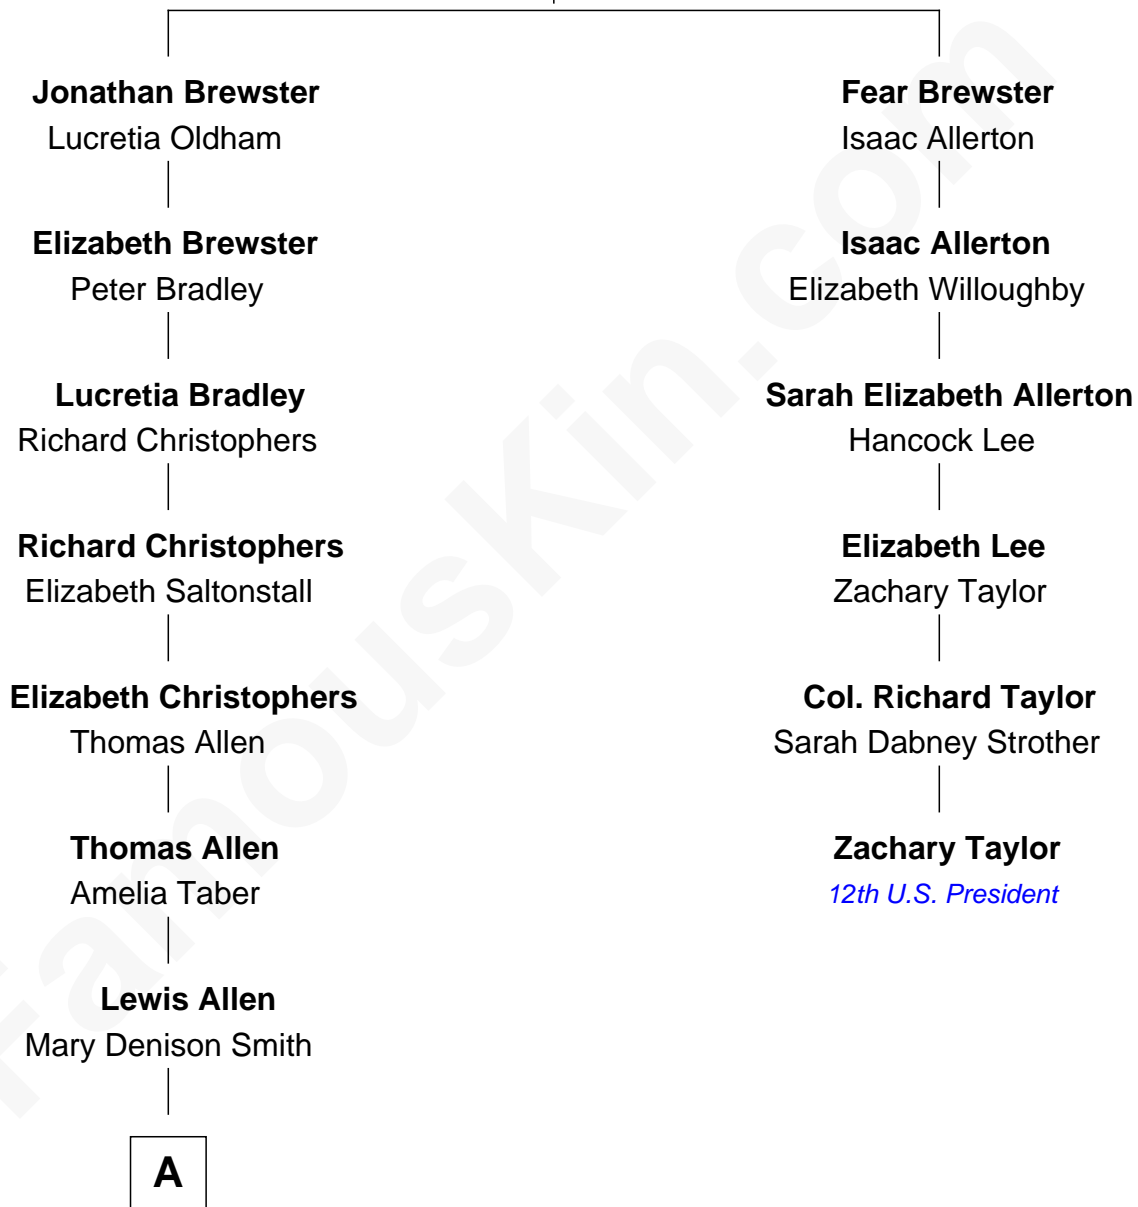 Jonathan Brewster
Lucretia Oldham
Elizabeth Brewster
Peter Bradley
Lucretia Bradley
Richard Christophers
Richard Christophers
Elizabeth Saltonstall
Elizabeth Christophers
Thomas Allen
Thomas Allen
Amelia Taber
Lewis Allen
Mary Denison Smith
A
Fear Brewster
Isaac Allerton
Isaac Allerton
Elizabeth Willoughby
Sarah Elizabeth Allerton
Hancock Lee
Elizabeth Lee
Zachary Taylor
Col. Richard Taylor
Sarah Dabney Strother
Zachary Taylor
12th U.S. President
FamousKin.com